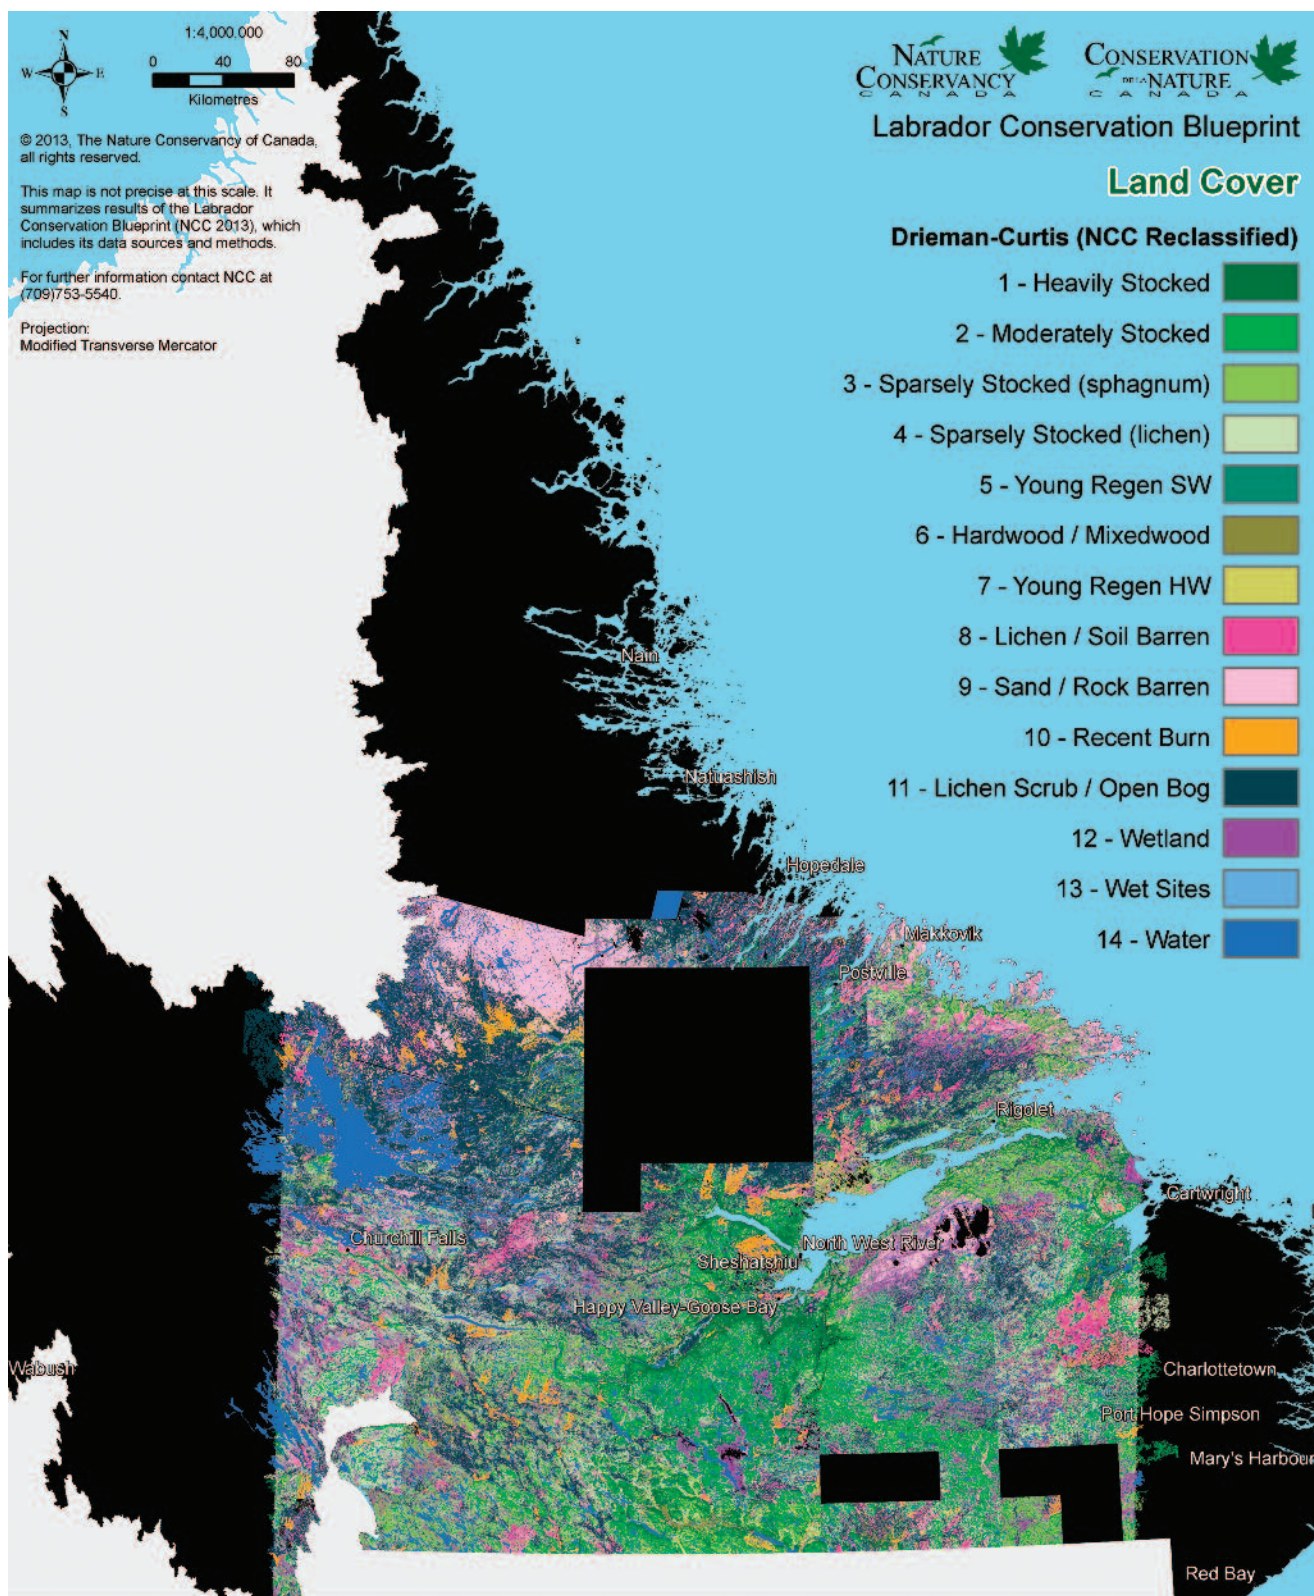 N
W E
S
1:4,000.000
0 40 80
Kilometres
© 2013, The Nature Conservancy of Canada,
all rights reserved.
This map is not precise at this scale. It
summarizes results of the Labrador
Conservation Blueprint (NCC 2013), which
includes its data sources and methods.
For further information contact NCC at
(709)753-5540.
Projection:
Modified Transverse Mercator
NATURE
CONSERVANCY
CANADA
CONSERVATION
DE LA NATURE
CANADA
Labrador Conservation Blueprint
Land Cover
Drieman-Curtis (NCC Reclassified)
1 - Heavily Stocked
2 - Moderately Stocked
3 - Sparsely Stocked (sphagnum)
4 - Sparsely Stocked (lichen)
5 - Young Regen SW
6 - Hardwood / Mixedwood
7 - Young Regen HW
8 - Lichen / Soil Barren
9 - Sand / Rock Barren
10 - Recent Burn
11 - Lichen Scrub / Open Bog
12 - Wetland
13 - Wet Sites
14 - Water
Nain
Natuashish
Hopedale
Makkovik
Postville
Rigolet
Cartwright
Churchill Falls
North West River
Sheshatshiu
Happy Valley-Goose Bay
Wabush
Charlottetown
Port Hope Simpson
Mary's Harbour
Red Bay